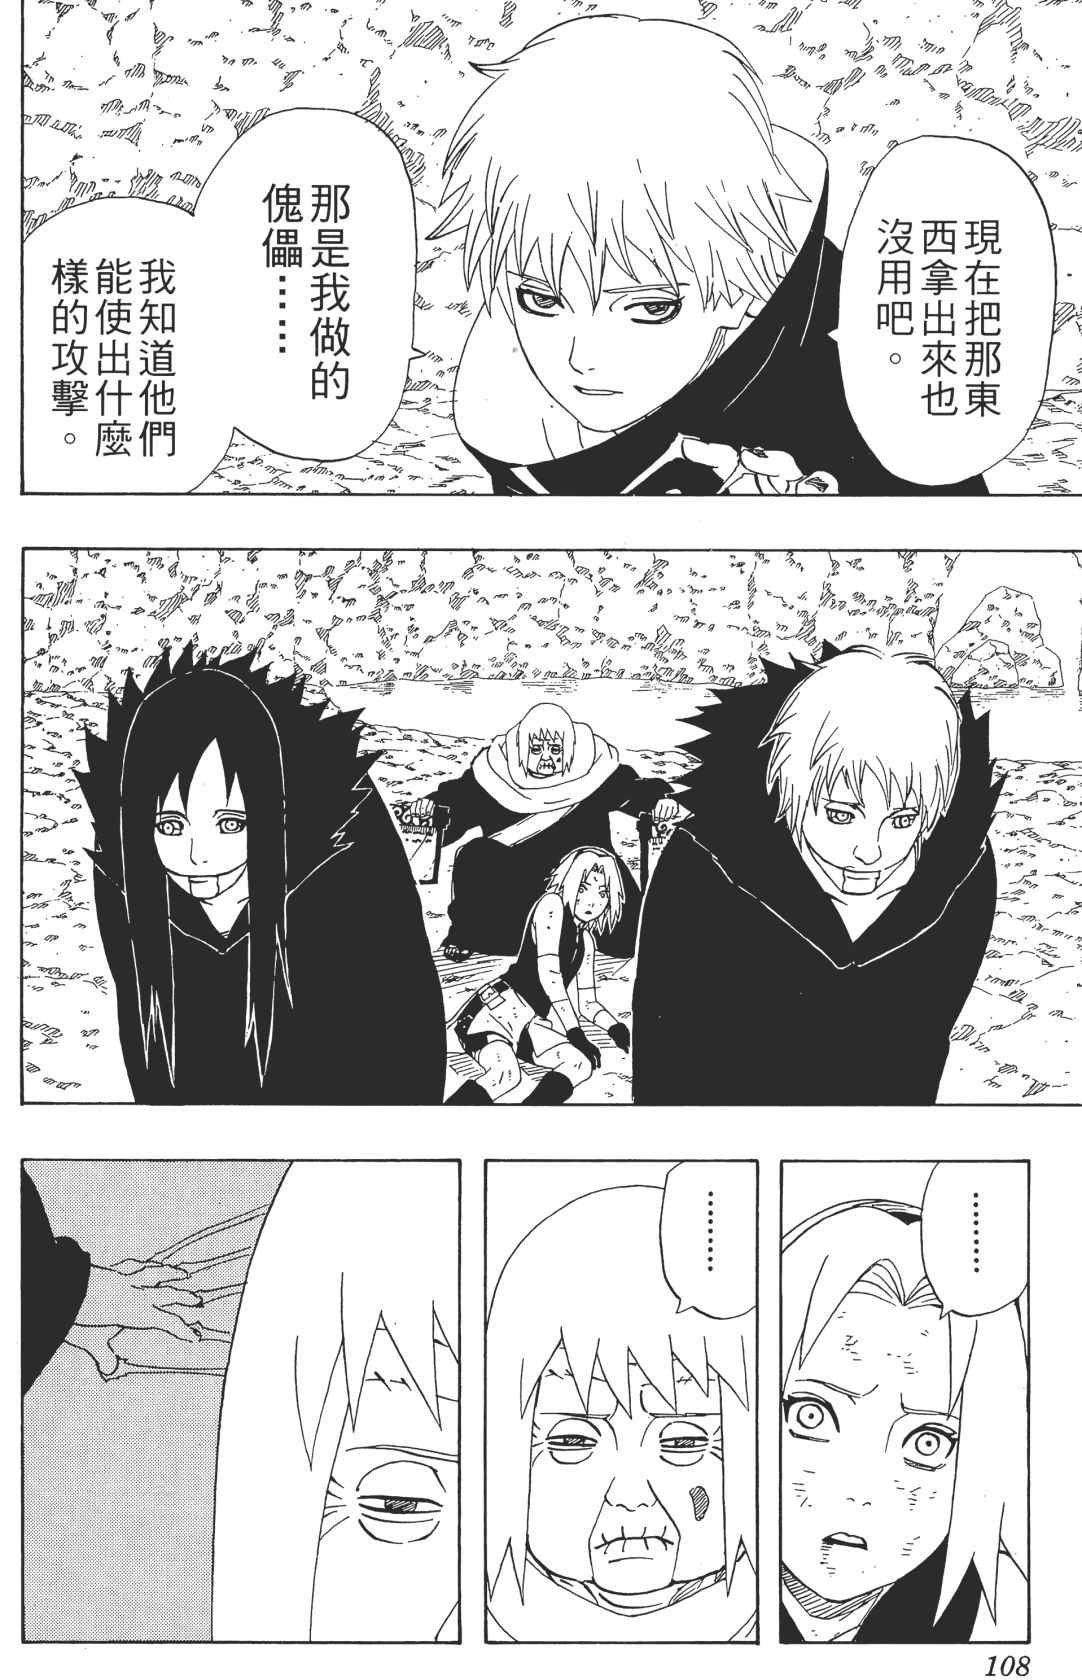 現在把那東
西拿出來也
沒用吧。
那是我做的
傀儡……
我知道他們
能使出什麼
樣的攻擊。
………
………
108